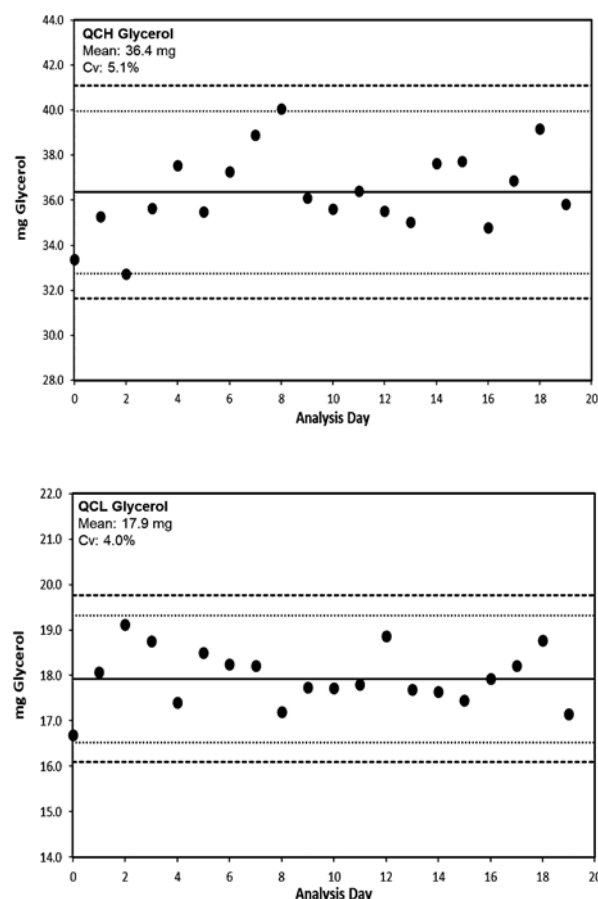 QCH Glycerol
Mean: 36.4 mg
Cv: 5.1%
44.0
42.0
40.0
38.0
36.0
34.0
32.0
30.0
28.0
mg Glycerol
0 2 4 6 8 10 12 14 16 18 20
Analysis Day
QCL Glycerol
Mean: 17.9 mg
Cv: 4.0%
22.0
21.0
20.0
19.0
18.0
17.0
16.0
15.0
14.0
mg Glycerol
0 2 4 6 8 10 12 14 16 18 20
Analysis Day